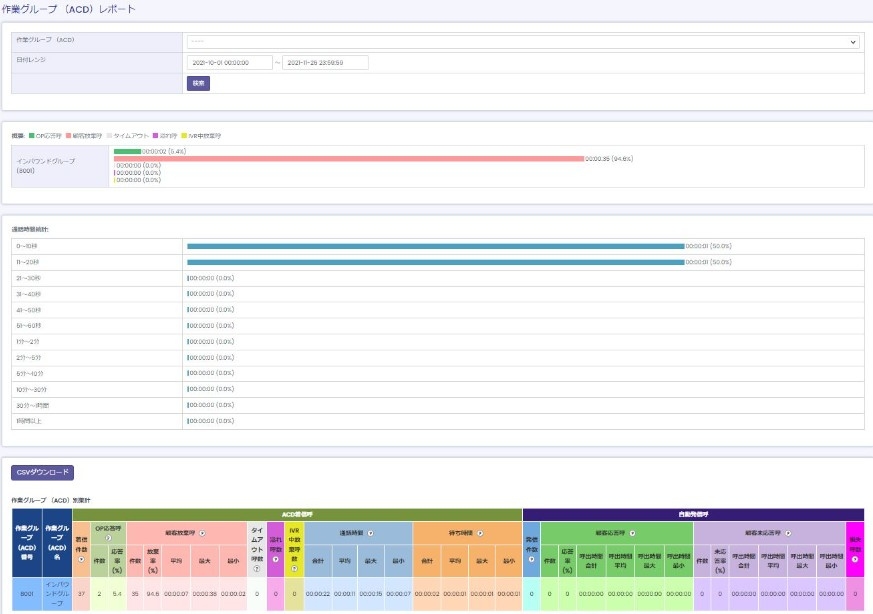 作業グループ (ACD) レポート
作業グループ (ACD)
----
日付レンジ
2021-10-01 00:00:00 ～ 2021-11-25 23:59:59
検索
概要: OP応答呼 顧客放棄呼 タイムアウト 溢れ呼 IVR中放棄呼
インバウンドグループ
(8001)
00:00:02 (5.4%)
00:00:35 (94.6%)
00:00:00 (0.0%)
00:00:00 (0.0%)
00:00:00 (0.0%)
通話時間統計:
0～10秒 00:00:01 (50.0%)
11～20秒 00:00:01 (50.0%)
21～30秒 00:00:00 (0.0%)
31～40秒 00:00:00 (0.0%)
41～50秒 00:00:00 (0.0%)
51～60秒 00:00:00 (0.0%)
1分～2分 00:00:00 (0.0%)
2分～5分 00:00:00 (0.0%)
5分～10分 00:00:00 (0.0%)
10分～30分 00:00:00 (0.0%)
30分～1時間 00:00:00 (0.0%)
1時間以上 00:00:00 (0.0%)
CSVダウンロード
作業グループ (ACD) 別集計
ACD着信呼 自動発信呼
作業グループ (ACD) 番号
作業グループ (ACD) 名
着信件数
OP応答呼
顧客放棄呼
タイムアウト呼数
溢れ呼数
IVR中放棄呼数
通話時間
待ち時間
発信件数
顧客応答呼
顧客未応答呼
件数 応答率(%) 件数 放棄率(%) 平均 最大 最小 合計 平均 最大 最小 合計 平均 最大 最小 件数 応答率(%) 呼出時間合計 呼出時間平均 呼出時間最大 呼出時間最小 件数 未応答率(%) 呼出時間合計 呼出時間平均 呼出時間最大 呼出時間最小
8001 インバウンドグループ 37 2 5.4 35 94.6 00:00:07 00:00:36 00:00:02 0 0 0 00:00:22 00:00:11 00:00:15 00:00:07 00:00:02 00:00:01 00:00:01 00:00:01 0 0 0 00:00:00 00:00:00 00:00:00 00:00:00 0 0 00:00:00 00:00:00 00:00:00 00:00:00 0